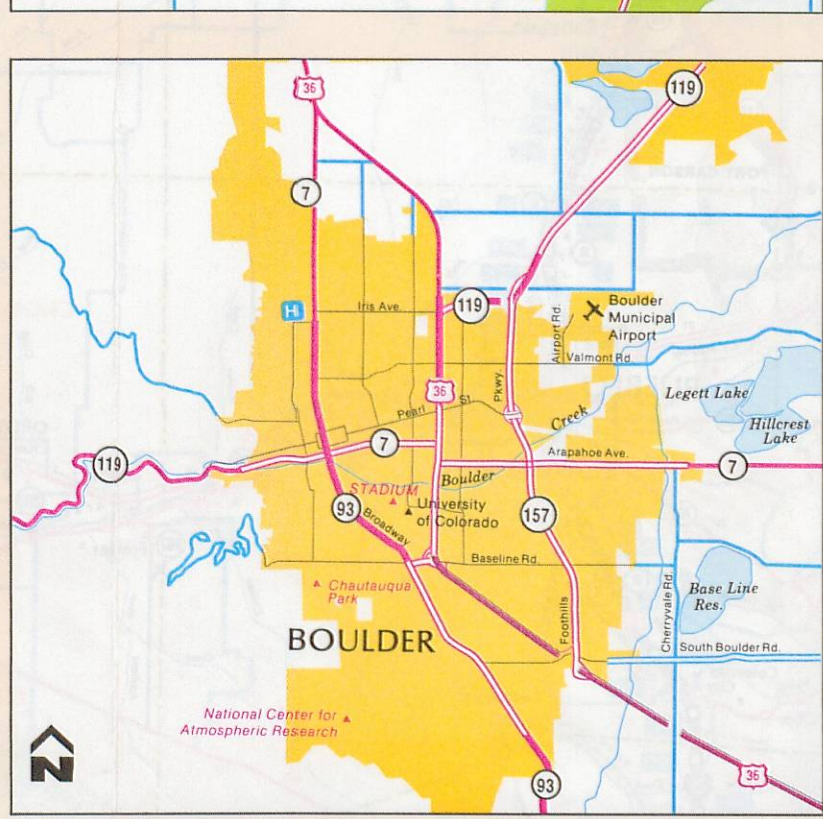 36
119
7
Iris Ave.
119
H
Airport Rd.
Boulder
Municipal
Airport
Valmont Rd.
36
Pkwy.
Pearl St.
Creek
Legett Lake
Hillcrest
Lake
7
119
Arapahoe Ave.
7
Boulder
STADIUM
University
of Colorado
93
Broadway
157
Baseline Rd.
Chautauqua
Park
Foothills
Cherryvale Rd.
Base Line
Res.
BOULDER
South Boulder Rd.
National Center for
Atmospheric Research
N
93
36